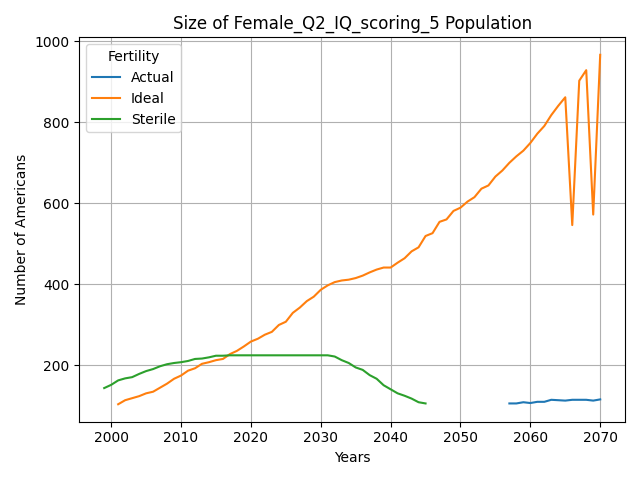 Size of Female_Q2_IQ_scoring_5 Population
Fertility
Actual
Ideal
Sterile
Number of Americans
1000
800
600
400
200
2000 2010 2020 2030 2040 2050 2060 2070
Years